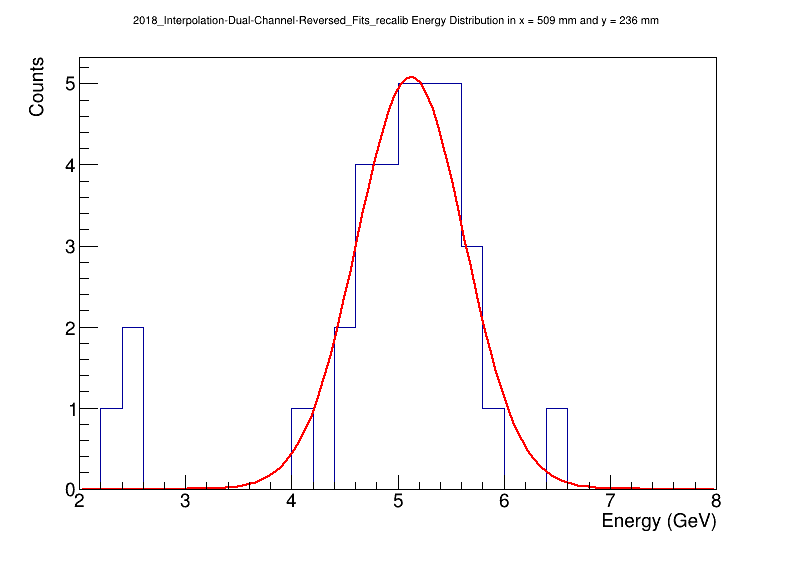 2018_Interpolation-Dual-Channel-Reversed_Fits_recalib Energy Distribution in x = 509 mm and y = 236 mm
Counts
5
4
3
2
1
0
2 3 4 5 6 7 8
Energy (GeV)